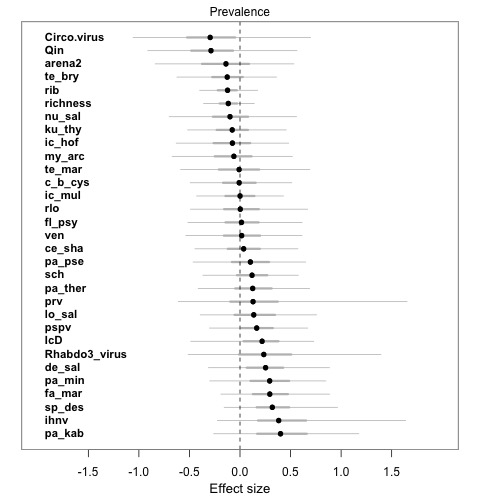 Prevalence
Circo.virus
Qin
arena2
te_bry
rib
richness
nu_sal
ku_thy
ic_hof
my_arc
te_mar
c_b_cys
ic_mul
rlo
fl_psy
ven
ce_sha
pa_pse
sch
pa_ther
prv
lo_sal
pspv
lcD
Rhabdo3_virus
de_sal
pa_min
fa_mar
sp_des
ihnv
pa_kab
-1.5 -1.0 -0.5 0.0 0.5 1.0 1.5
Effect size